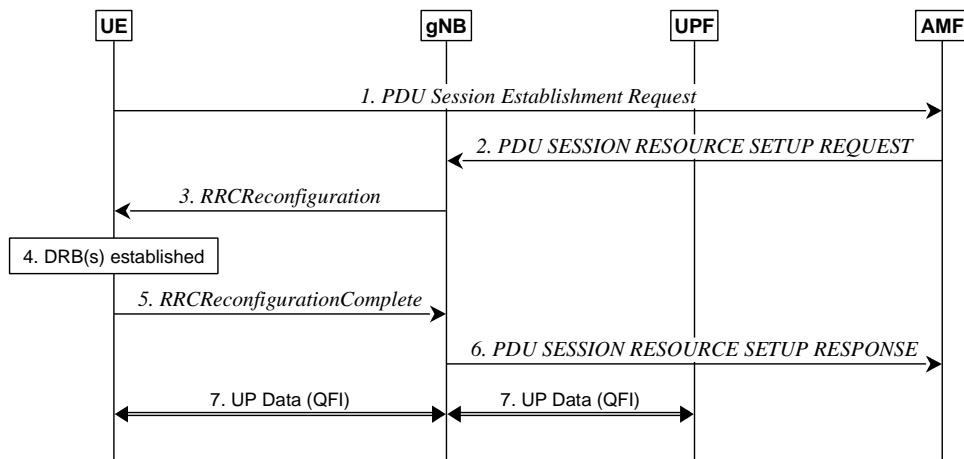 UE gNB UPF AMF
1. PDU Session Establishment Request
2. PDU SESSION RESOURCE SETUP REQUEST
3. RRCReconfiguration
4. DRB(s) established
5. RRCReconfigurationComplete
6. PDU SESSION RESOURCE SETUP RESPONSE
7. UP Data (QFI) 7. UP Data (QFI)